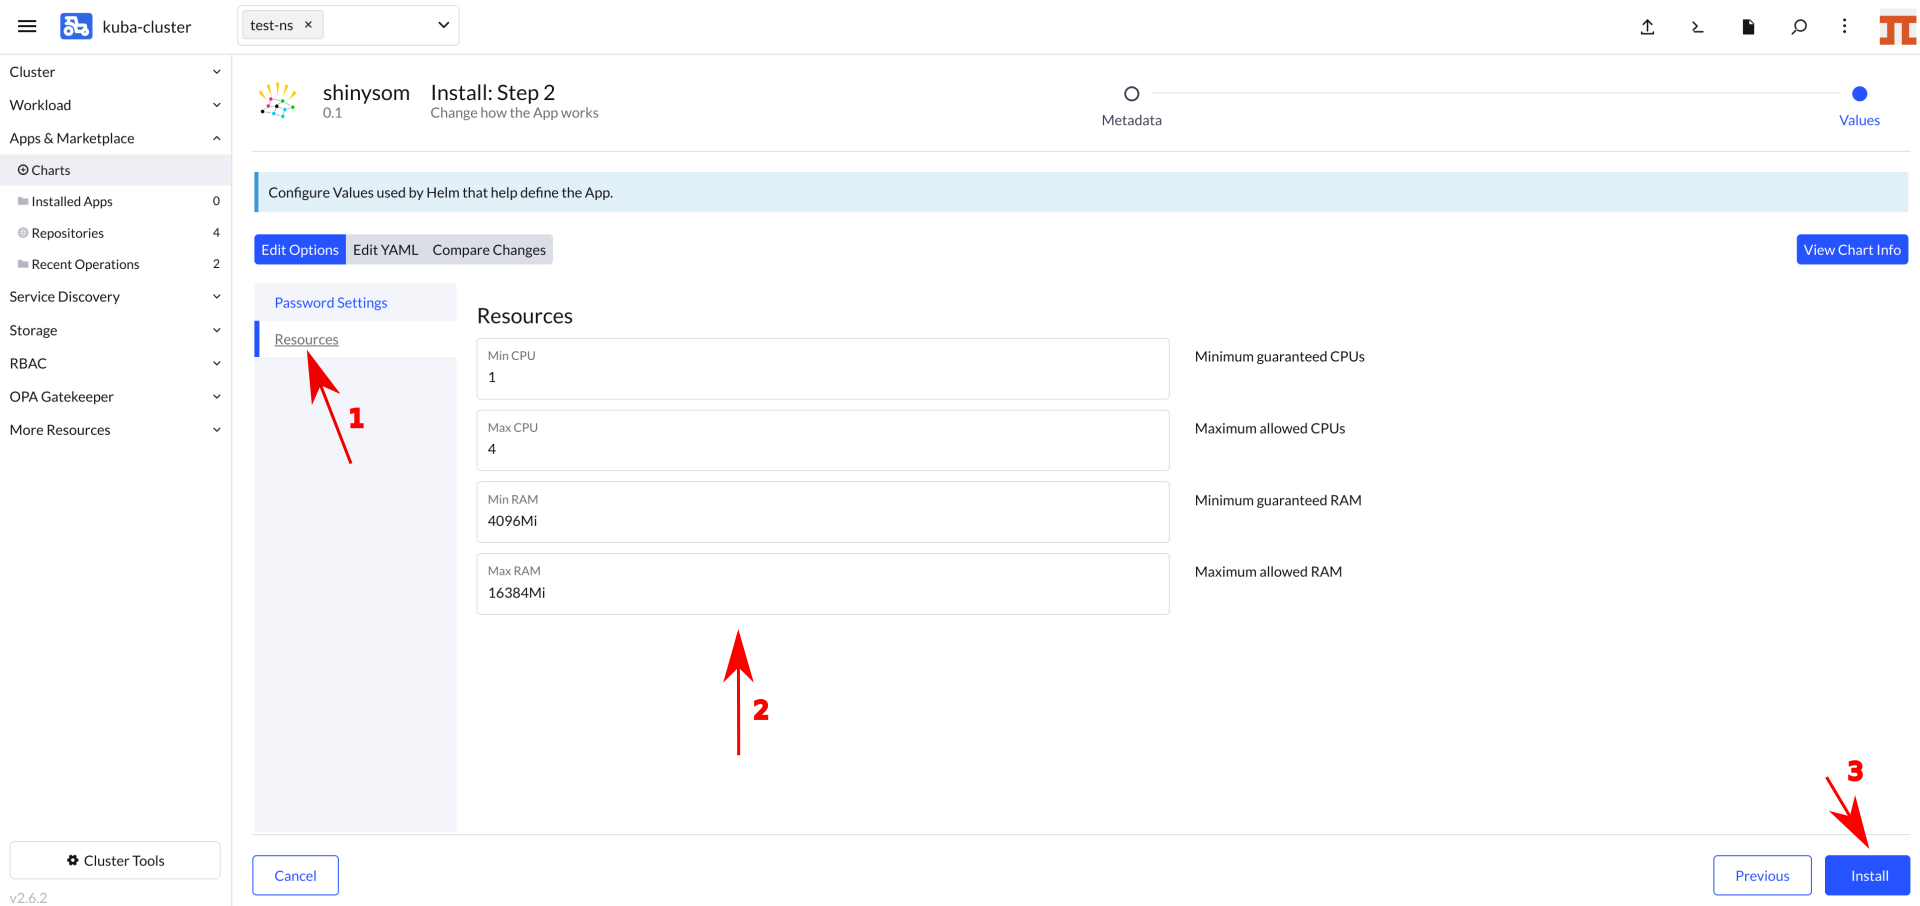 kuba-cluster
test-ns ×
Cluster
Workload
Apps & Marketplace
Charts
Installed Apps 0
Repositories 4
Recent Operations 2
Service Discovery
Storage
RBAC
OPA Gatekeeper
More Resources
Cluster Tools
v2.6.2
shinysom
0.1
Install: Step 2
Change how the App works
Metadata
Values
Configure Values used by Helm that help define the App.
Edit Options Edit YAML Compare Changes
View Chart Info
Password Settings
Resources
1
Resources
Min CPU
1
Minimum guaranteed CPUs
Max CPU
4
Maximum allowed CPUs
Min RAM
4096Mi
Minimum guaranteed RAM
Max RAM
16384Mi
Maximum allowed RAM
2
3
Cancel
Previous
Install